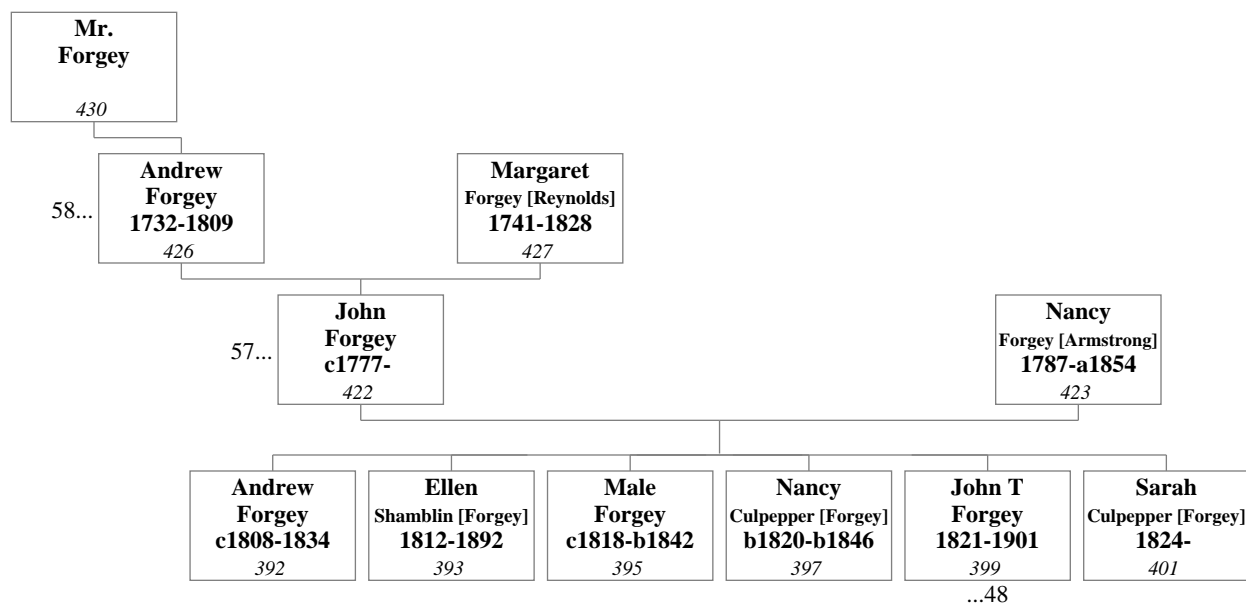 Mr.
Forgey
430
58...
Andrew
Forgey
1732-1809
426
Margaret
Forgey [Reynolds]
1741-1828
427
57...
John
Forgey
c1777-
422
Nancy
Forgey [Armstrong]
1787-a1854
423
Andrew
Forgey
c1808-1834
392
Ellen
Shamblin [Forgey]
1812-1892
393
Male
Forgey
c1818-b1842
395
Nancy
Culpepper [Forgey]
b1820-b1846
397
John T
Forgey
1821-1901
399
...48
Sarah
Culpepper [Forgey]
1824-
401